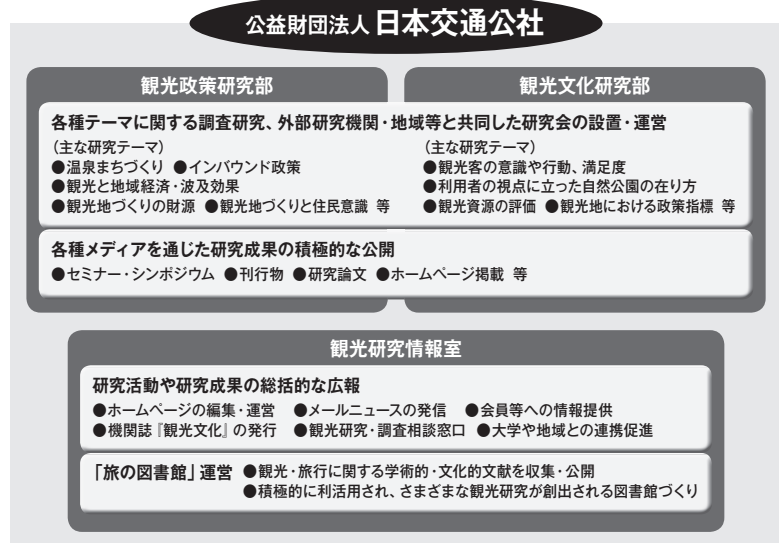 公益財団法人 日本交通公社
観光政策研究部
観光文化研究部
各種テーマに関する調査研究、外部研究機関・地域等と共同した研究会の設置・運営
（主な研究テーマ）
●温泉まちづくり ●インバウンド政策
●観光と地域経済・波及効果
●観光地づくりの財源 ●観光地づくりと住民意識 等
（主な研究テーマ）
●観光客の意識や行動、満足度
●利用者の視点に立った自然公園の在り方
●観光資源の評価 ●観光地における政策指標 等
各種メディアを通じた研究成果の積極的な公開
●セミナー・シンポジウム ●刊行物 ●研究論文 ●ホームページ掲載 等
観光研究情報室
研究活動や研究成果の総括的な広報
●ホームページの編集・運営 ●メールニュースの発信 ●会員等への情報提供
●機関誌『観光文化』の発行 ●観光研究・調査相談窓口 ●大学や地域との連携促進
「旅の図書館」運営 ●観光・旅行に関する学術的・文化的文献を収集・公開
●積極的に利活用され、さまざまな観光研究が創出される図書館づくり